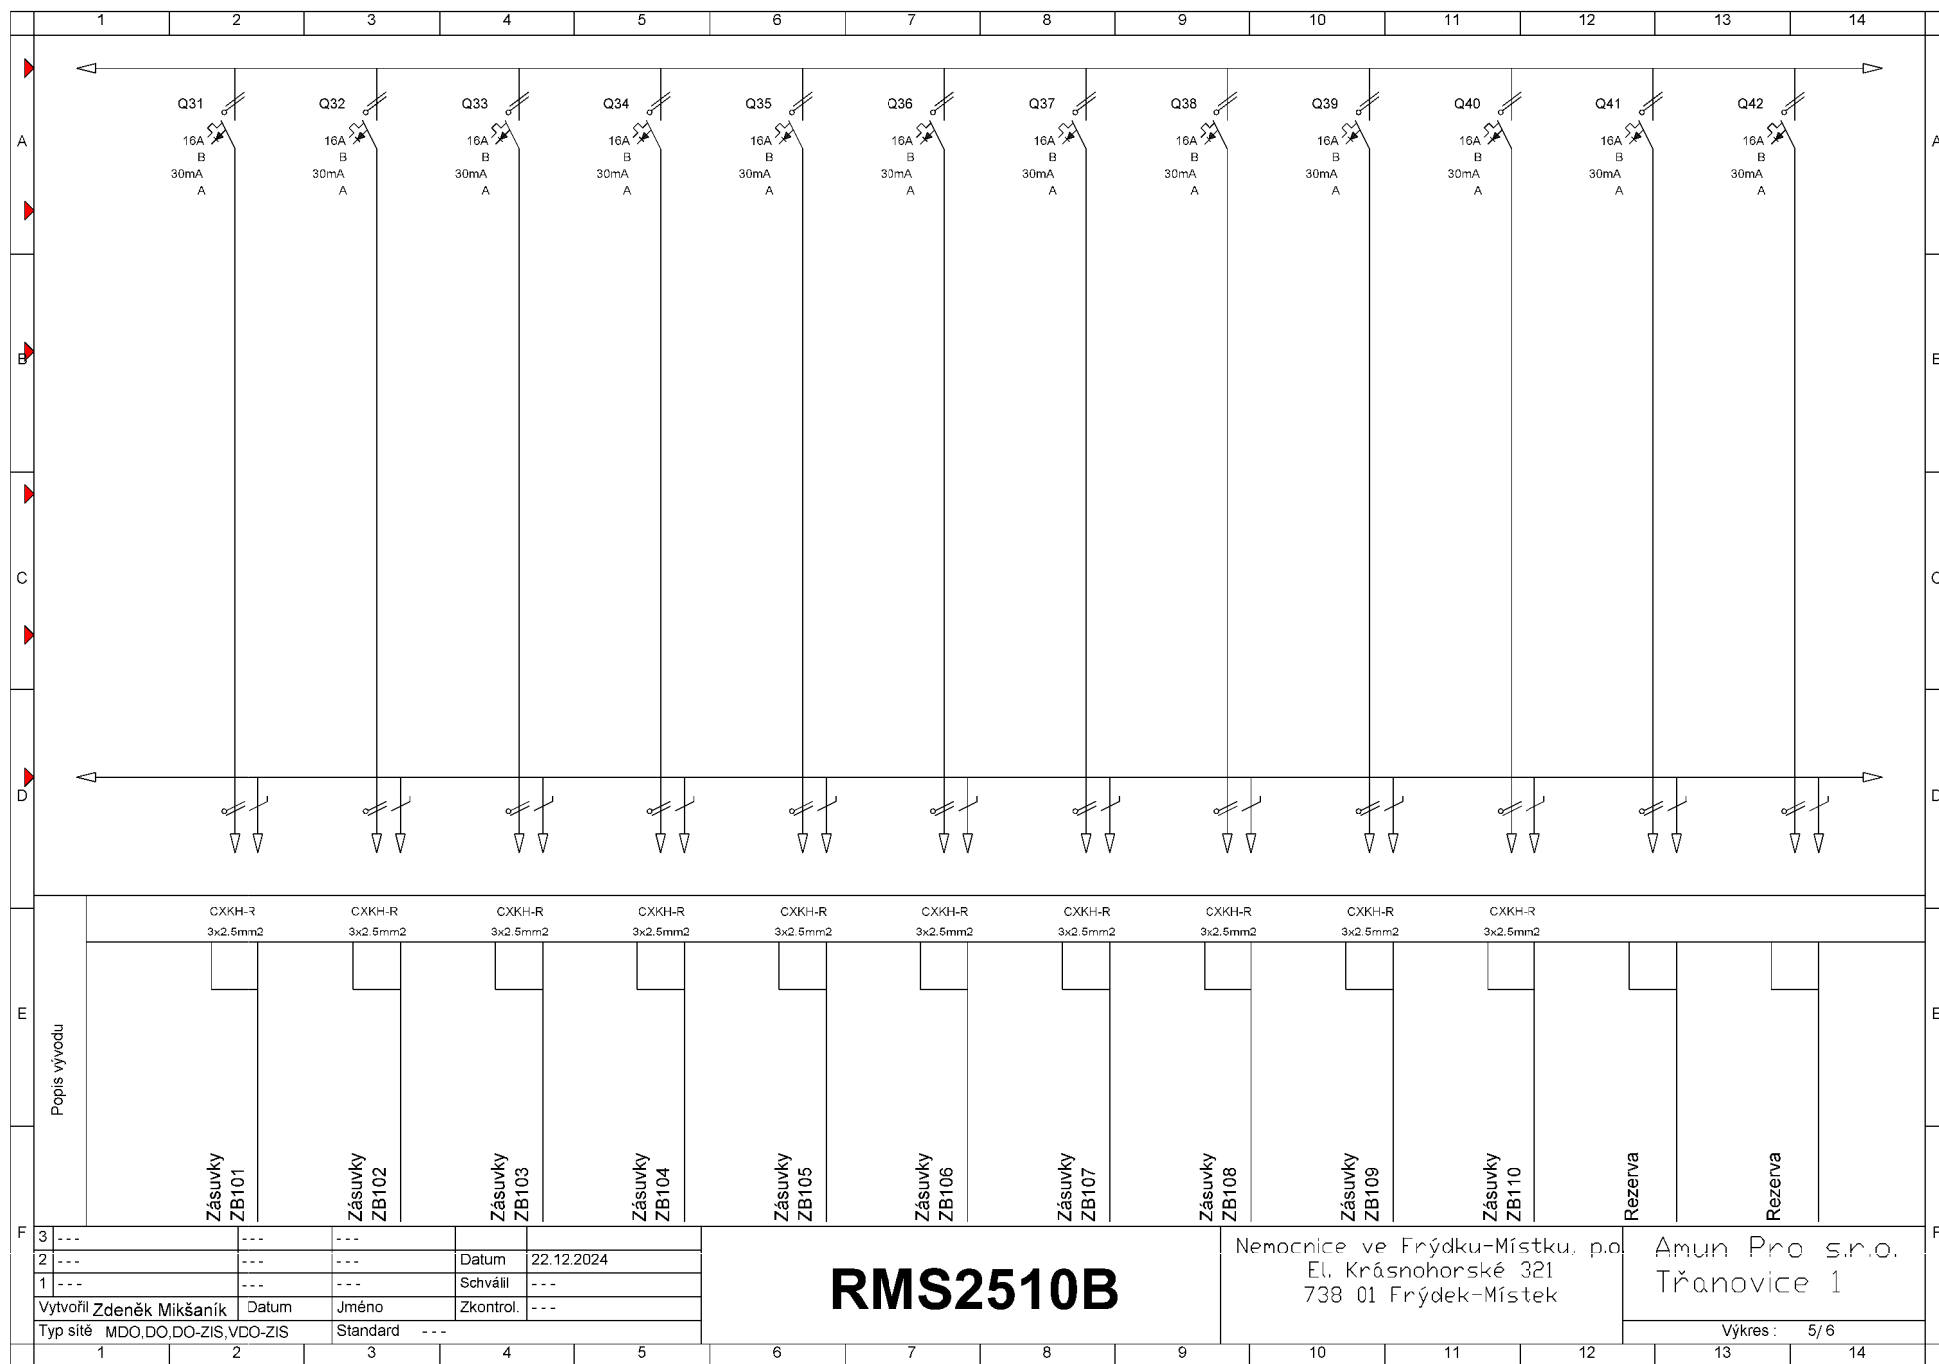 1 2 3 4 5 6 7 8 9 10 11 12 13 14
Q31 Q32 Q33 Q34 Q35 Q36 Q37 Q38 Q39 Q40 Q41 Q42
A 16A 16A 16A 16A 16A 16A 16A 16A 16A 16A 16A 16A A
B B B B B B B B B B B B
30mA 30mA 30mA 30mA 30mA 30mA 30mA 30mA 30mA 30mA 30mA 30mA
A A A A A A A A A A A A
B
C
D
CXKH-R CXKH-R CXKH-R CXKH-R CXKH-R CXKH-R CXKH-R CXKH-R CXKH-R CXKH-R
3x2.5mm2 3x2.5mm2 3x2.5mm2 3x2.5mm2 3x2.5mm2 3x2.5mm2 3x2.5mm2 3x2.5mm2 3x2.5mm2 3x2.5mm2
E
Popis vývodu
Zásuvky
ZB101
Zásuvky
ZB102
Zásuvky
ZB103
Zásuvky
ZB104
Zásuvky
ZB105
Zásuvky
ZB106
Zásuvky
ZB107
Zásuvky
ZB108
Zásuvky
ZB109
Zásuvky
ZB110
Rezerva
Rezerva
F
3 --- --- ---
2 --- --- --- Datum 22.12.2024
1 --- --- --- Schválil ---
Vytvořil Zdeněk Mikšaník Datum Jméno Zkontrol. ---
Typ sítě MDO,DO,DO-ZIS,VDO-ZIS Standard ---
RMS2510B
Nemocnice ve Frýdku-Místku, p.o
El. Krásnohorské 321
738 01 Frýdek-Místek
Amun Pro s.r.o.
Třanovice 1
Výkres : 5/6
1 2 3 4 5 6 7 8 9 10 11 12 13 14